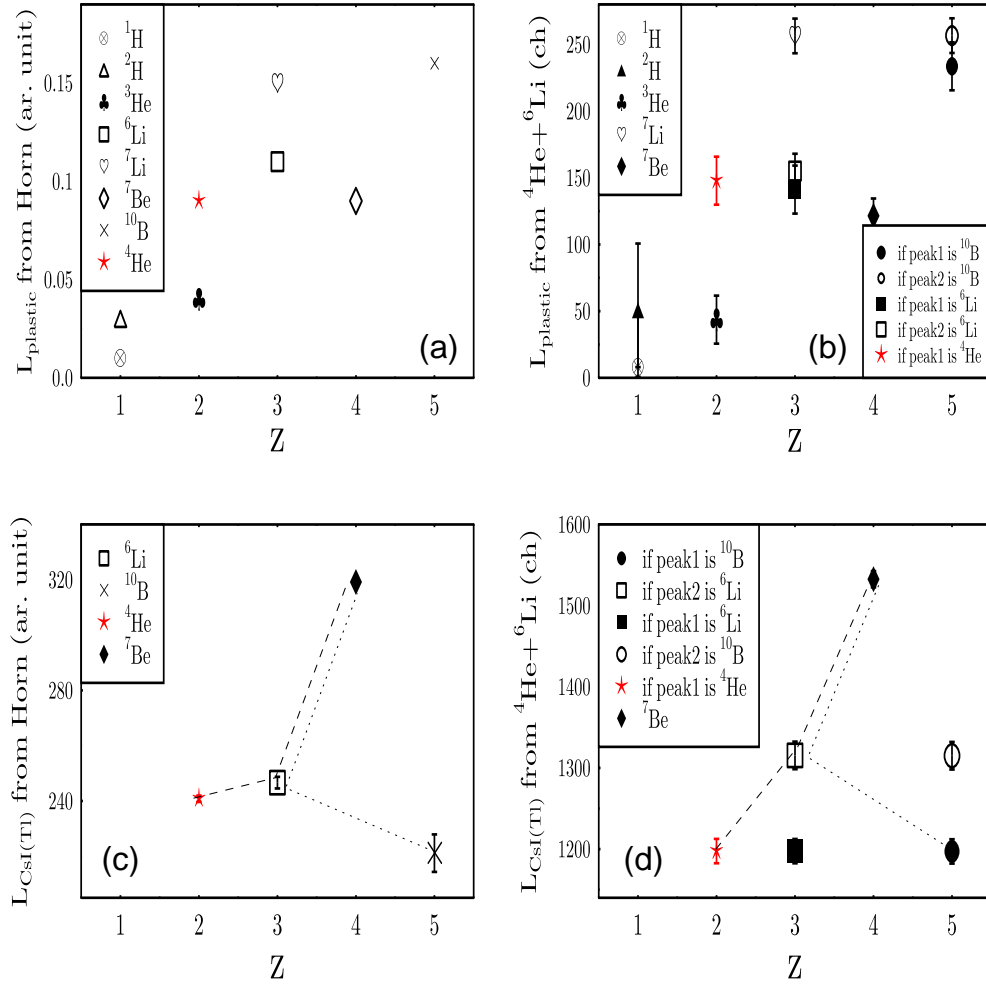 L_plastic from Horn (ar. unit)
0.15
0.1
0.05
0.0
^1H
^2H
^3He
^6Li
^7Li
^7Be
^10B
^4He
(a)
1 2 3 4 5
Z
L_plastic from ^4He+^6Li (ch)
250
200
150
100
50
0
^1H
^2H
^3He
^7Li
^7Be
if peak1 is ^10B
if peak2 is ^10B
if peak1 is ^6Li
if peak2 is ^6Li
if peak1 is ^4He
(b)
1 2 3 4 5
Z
L_CsI(Tl) from Horn (ar. unit)
320
280
240
^6Li
^10B
^4He
^7Be
(c)
1 2 3 4 5
Z
L_CsI(Tl) from ^4He+^6Li (ch)
1600
1500
1400
1300
1200
if peak1 is ^10B
if peak2 is ^6Li
if peak1 is ^6Li
if peak2 is ^10B
if peak1 is ^4He
^7Be
(d)
1 2 3 4 5
Z